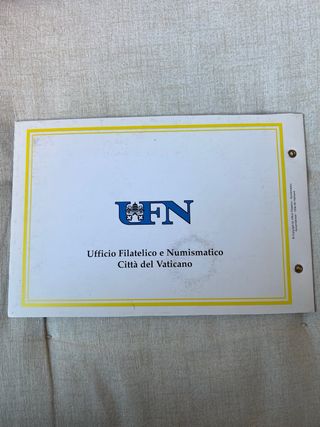 UFN
Ufficio Filatelico e Numismatico
Città del Vaticano